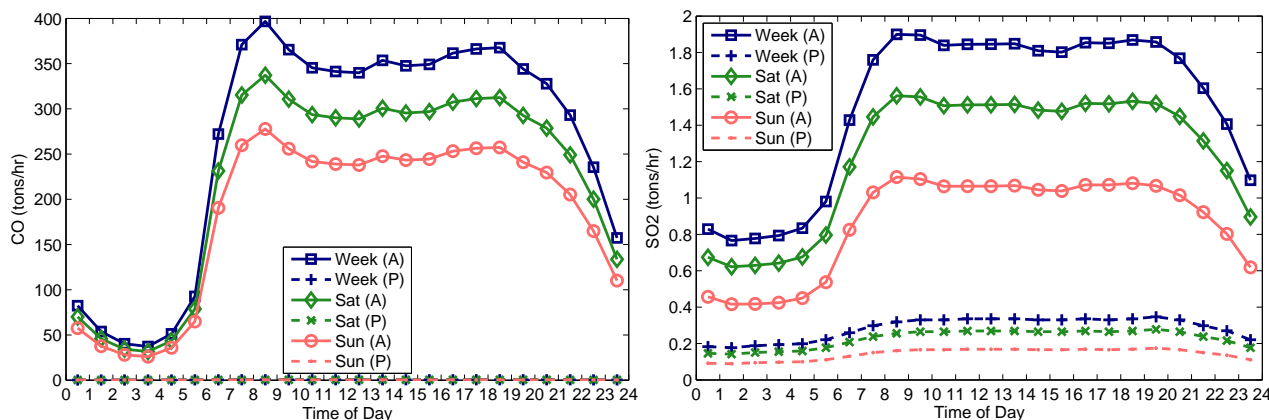 400
350
300
250
200
150
100
50
0
CO (tons/hr)
0 1 2 3 4 5 6 7 8 9 10 11 12 13 14 15 16 17 18 19 20 21 22 23 24
Time of Day
Week (A)
Week (P)
Sat (A)
Sat (P)
Sun (A)
Sun (P)
2
1.8
1.6
1.4
1.2
1
0.8
0.6
0.4
0.2
0
SO2 (tons/hr)
0 1 2 3 4 5 6 7 8 9 10 11 12 13 14 15 16 17 18 19 20 21 22 23 24
Time of Day
Week (A)
Week (P)
Sat (A)
Sat (P)
Sun (A)
Sun (P)